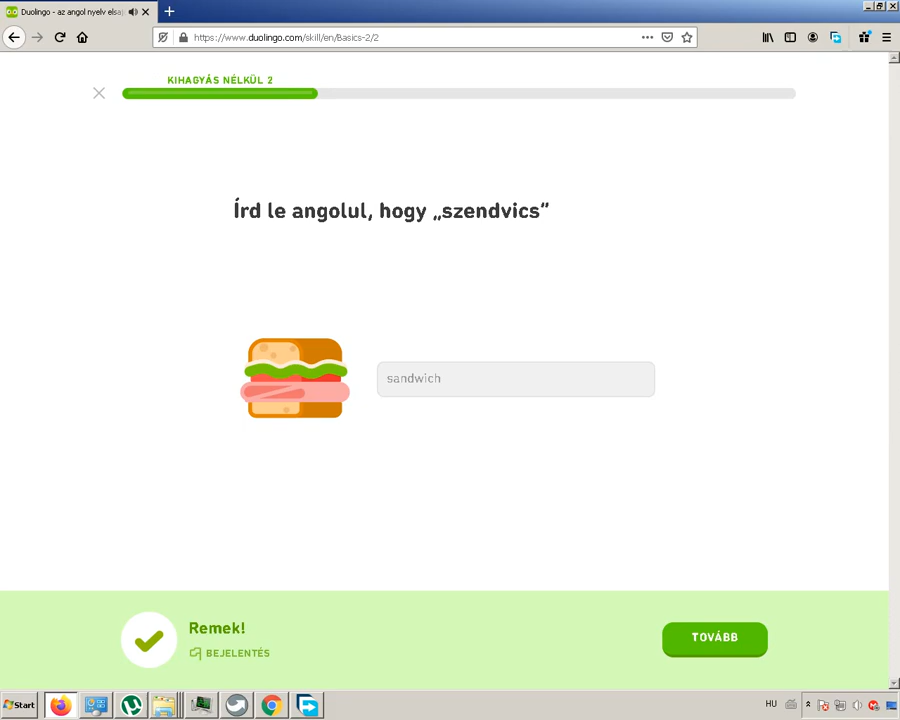 Duolingo - az angol nyelv elsa
https://www.duolingo.com/skill/en/Basics-2/2
KIHAGYÁS NÉLKÜL 2
Írd le angolul, hogy „szendvics”
sandwich
Remek!
BEJELENTÉS
TOVÁBB
Start
HU